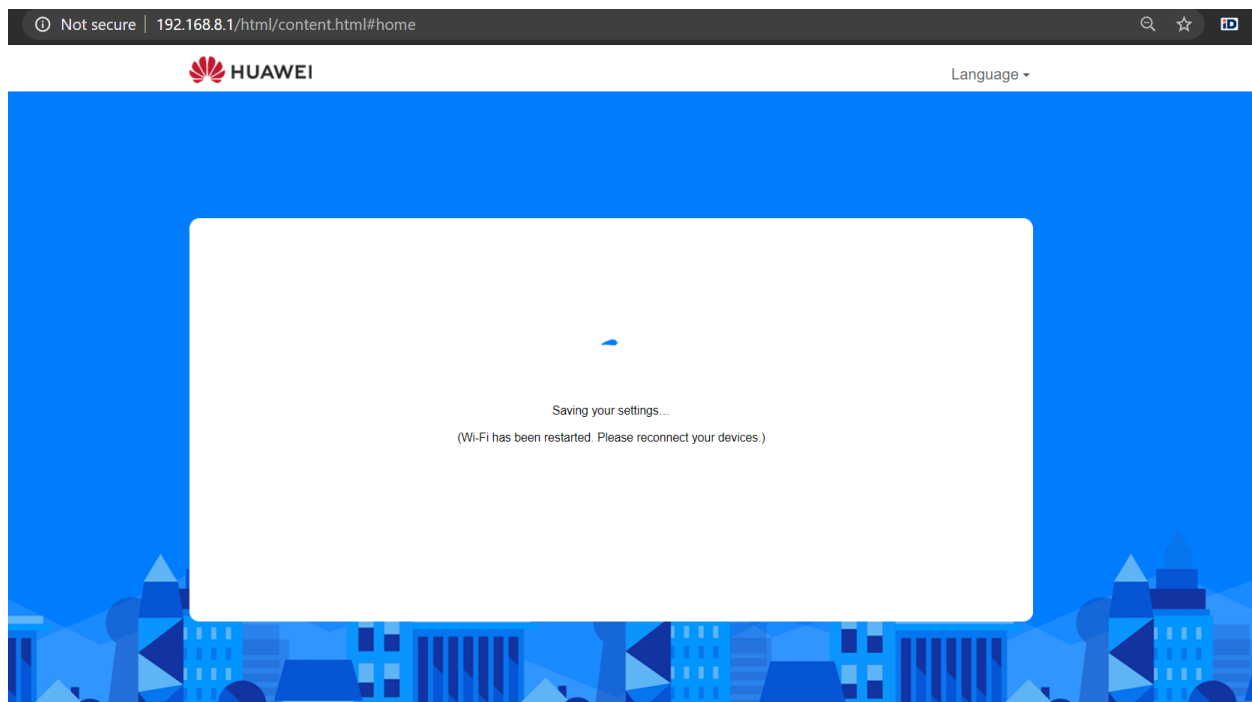 Not secure | 192.168.8.1/html/content.html#home
iD
HUAWEI
Language
Saving your settings...
(Wi-Fi has been restarted. Please reconnect your devices.)